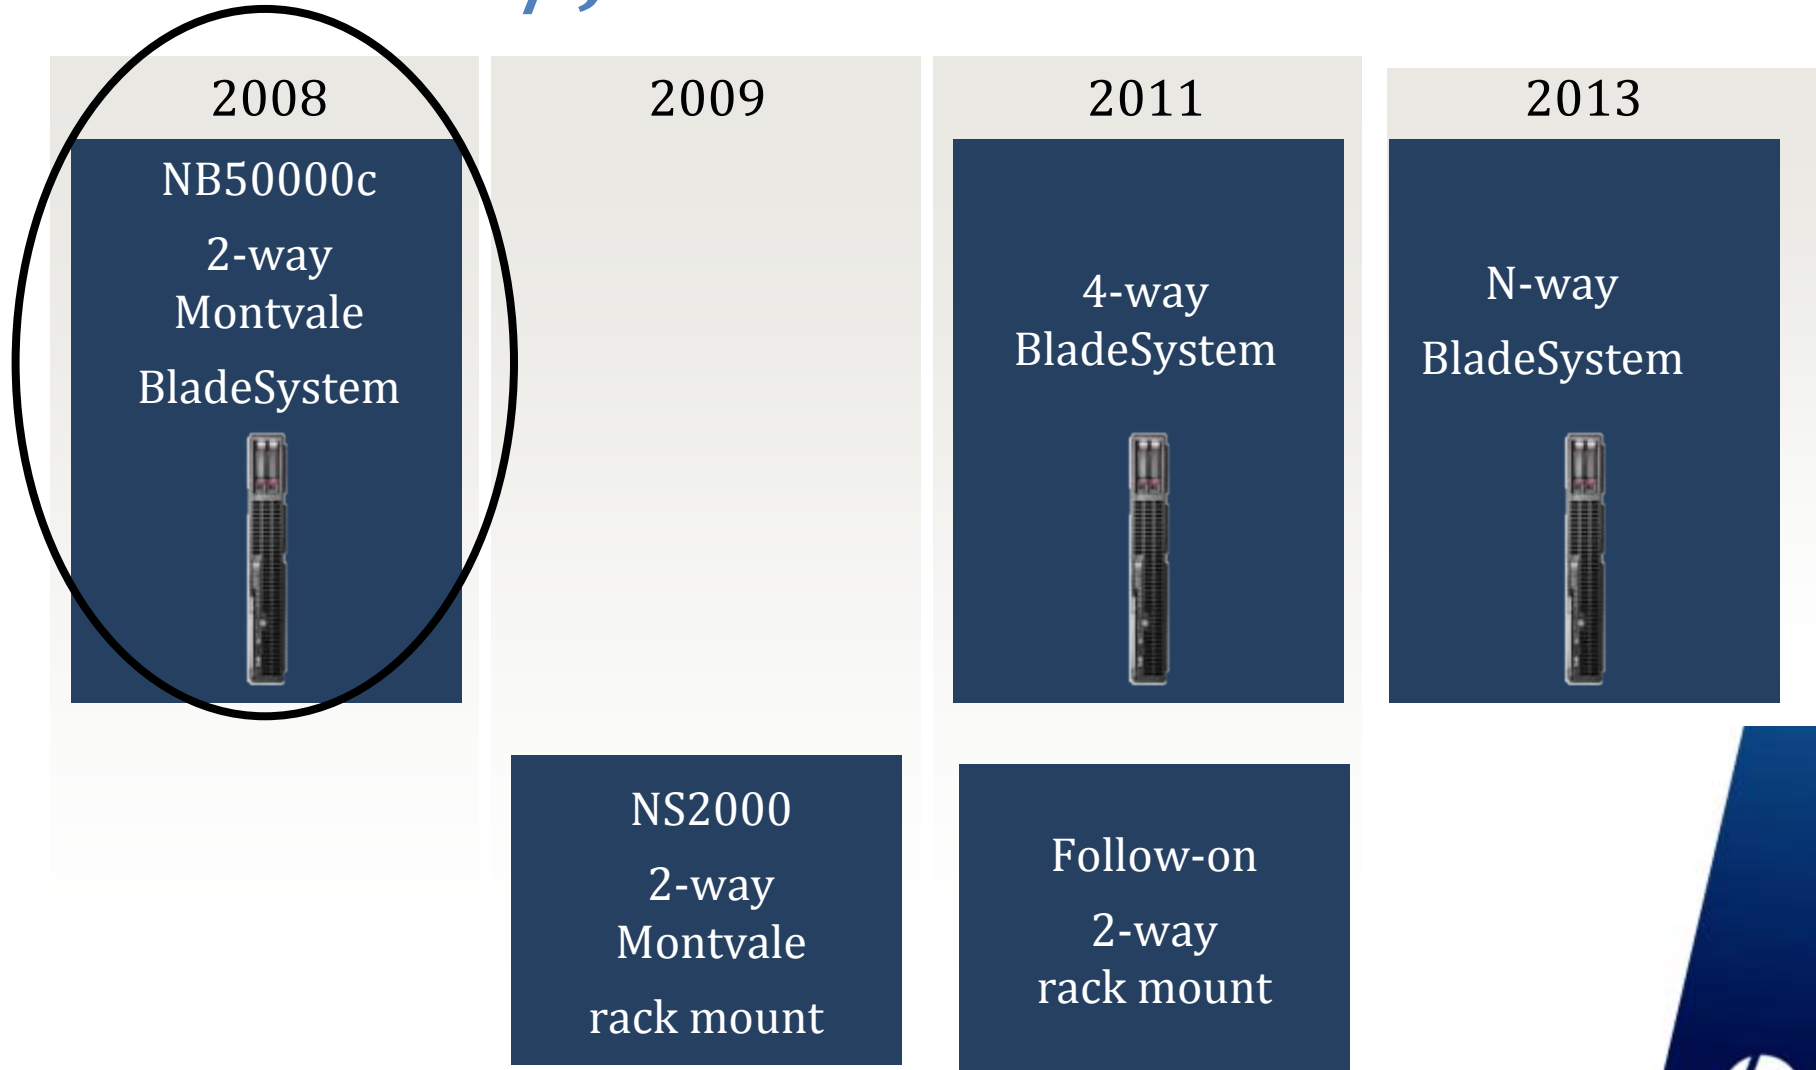 2008
2009
2011
2013
NB50000c
2-way
Montvale
BladeSystem
4-way
BladeSystem
N-way
BladeSystem
NS2000
2-way
Montvale
rack mount
Follow-on
2-way
rack mount